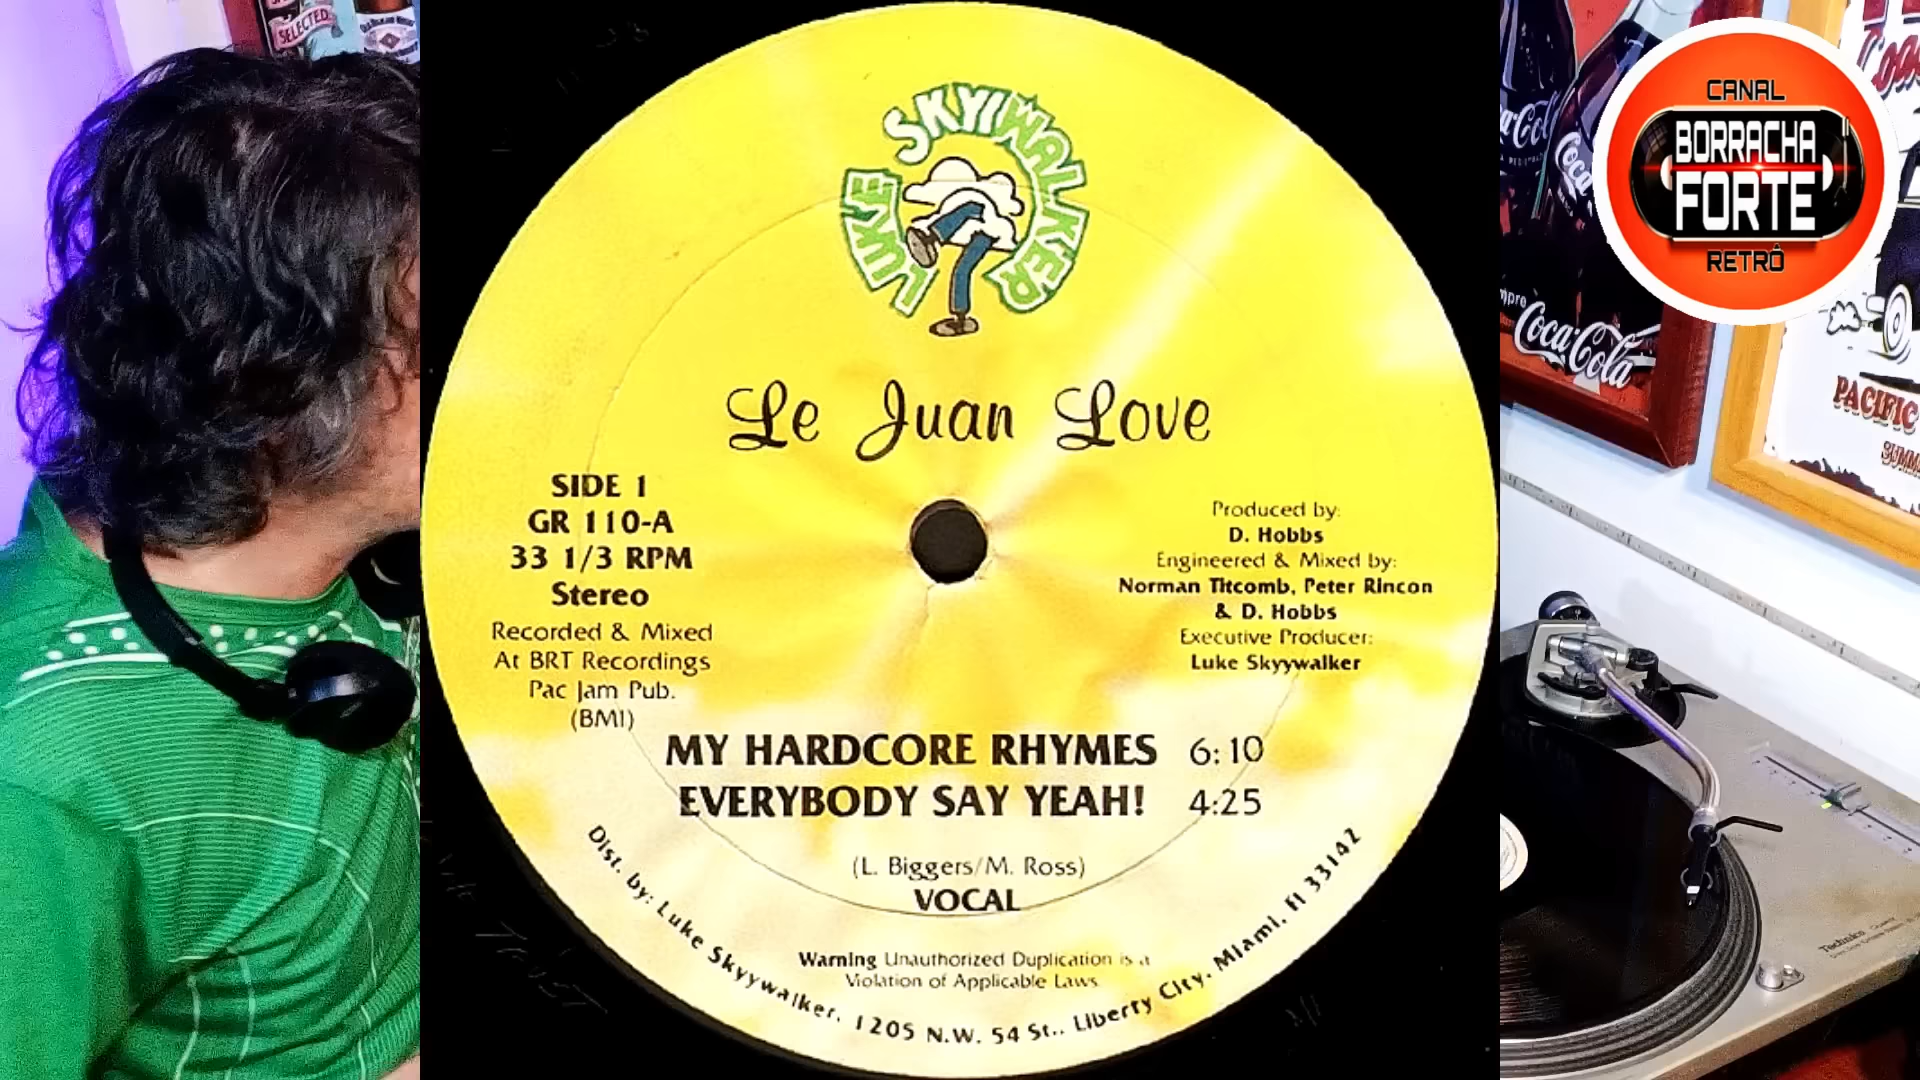 SELECTED
LUKE SKYYWALKER
Le Juan Love
SIDE 1
GR 110-A
33 1/3 RPM
Stereo
Recorded & Mixed
At BRT Recordings
Pac Jam Pub.
(BMI)
Produced by:
D. Hobbs
Engineered & Mixed by:
Norman Titcomb, Peter Rincon
& D. Hobbs
Executive Producer:
Luke Skyywalker
MY HARDCORE RHYMES 6:10
EVERYBODY SAY YEAH! 4:25
(L. Biggers/M. Ross)
VOCAL
Warning Unauthorized Duplication is a
Violation of Applicable Laws
Dist. by: Luke Skyywalker, 1205 N.W. 54 St., Liberty City, Miami, Fl 33142
CANAL
BORRACHA
FORTE
RETRÔ
Coca-Cola
PACIFIC
Technics